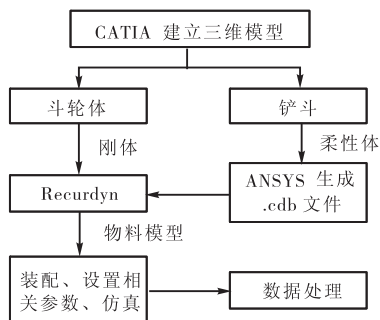 CATIA 建立三维模型
斗轮体
铲斗
刚体
柔性体
Recurdyn
ANSYS 生成
.cdb 文件
物料模型
装配、设置相
关参数、仿真
数据处理